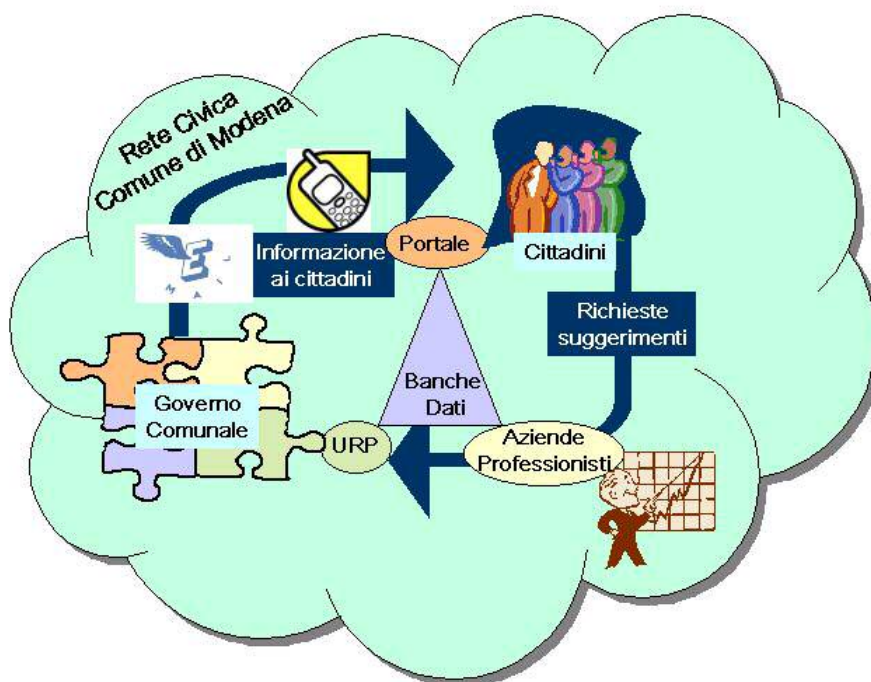 Rete Civica
Comune di Modena
Informazione
ai cittadini
Portale
Cittadini
Richieste
suggerimenti
Banche
Dati
Governo
Comunale
URP
Aziende
Professionisti
E
MAIL